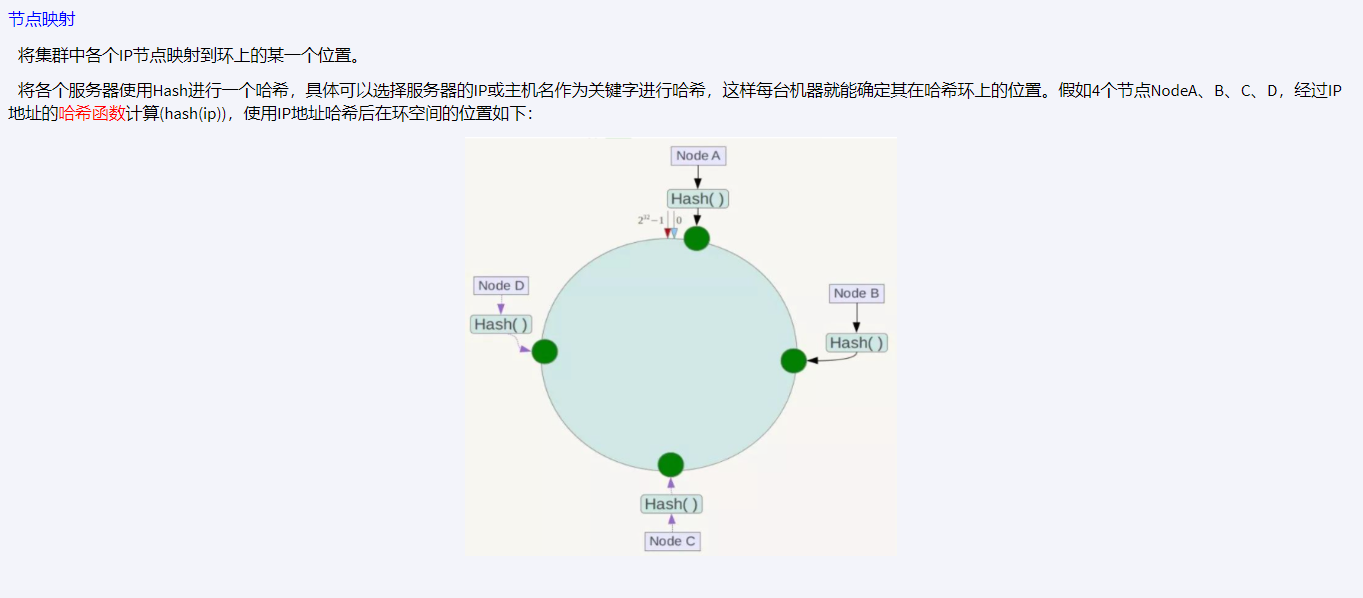 节点映射
将集群中各个IP节点映射到环上的某一个位置。
将各个服务器使用Hash进行一个哈希，具体可以选择服务器的IP或主机名作为关键字进行哈希，这样每台机器就能确定其在哈希环上的位置。假如4个节点NodeA、B、C、D，经过IP
地址的哈希函数计算(hash(ip))，使用IP地址哈希后在环空间的位置如下：
Node A
Hash( )
2³²−1 0
Node D
Node B
Hash( )
Hash( )
Hash( )
Node C